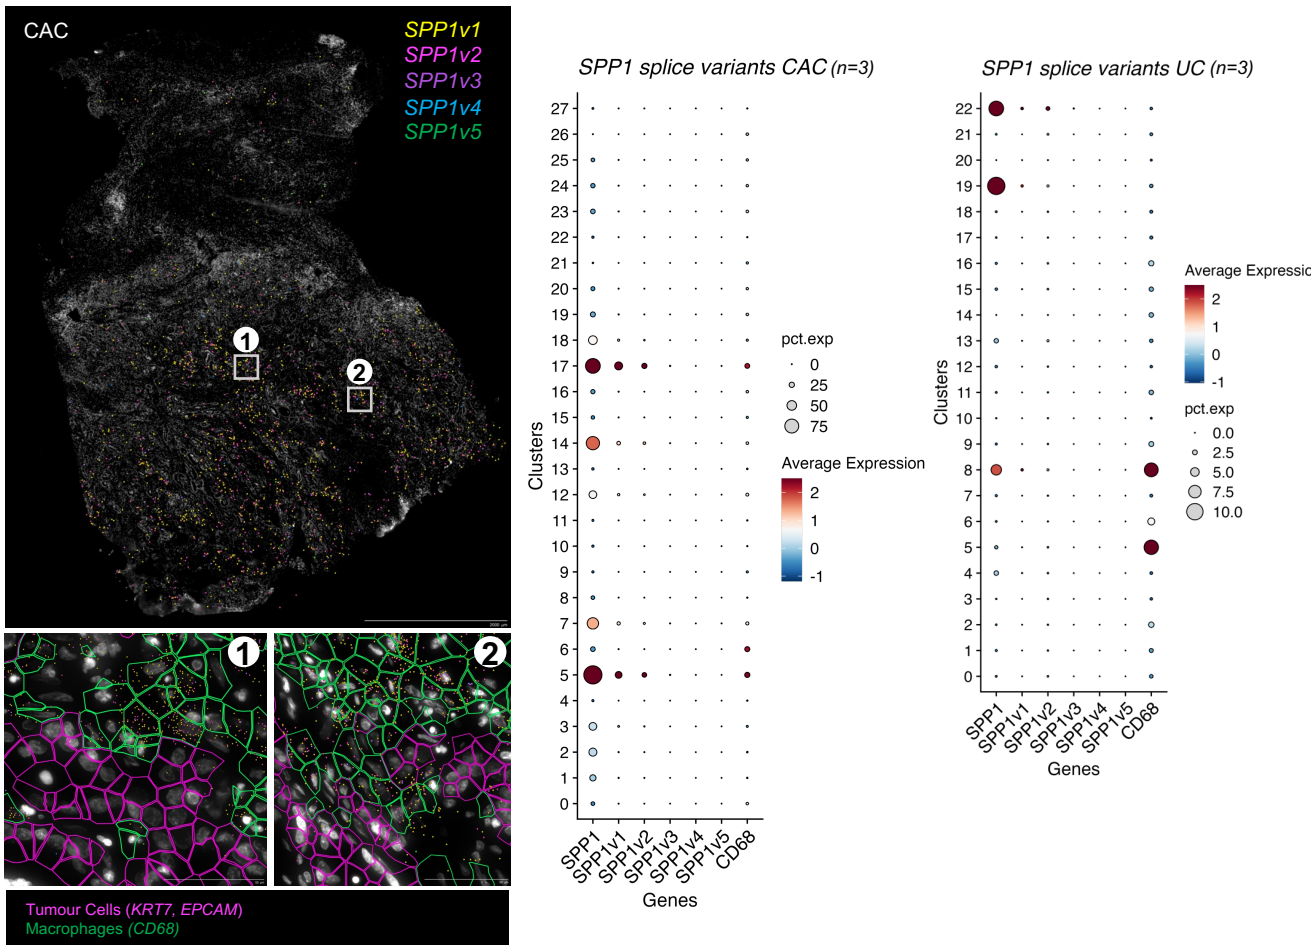 CAC
SPP1v1
SPP1v2
SPP1v3
SPP1v4
SPP1v5
1
2
2000 µm
1
2
Tumour Cells (KRT7, EPCAM)
Macrophages (CD68)
SPP1 splice variants CAC (n=3)
Clusters
27
26
25
24
23
22
21
20
19
18
17
16
15
14
13
12
11
10
9
8
7
6
5
4
3
2
1
0
SPP1
SPP1v1
SPP1v2
SPP1v3
SPP1v4
SPP1v5
CD68
Genes
pct.exp
0
25
50
75
Average Expression
2
1
0
-1
SPP1 splice variants UC (n=3)
Clusters
22
21
20
19
18
17
16
15
14
13
12
11
10
9
8
7
6
5
4
3
2
1
0
SPP1
SPP1v1
SPP1v2
SPP1v3
SPP1v4
SPP1v5
CD68
Genes
Average Expressio
2
1
0
-1
pct.exp
0.0
2.5
5.0
7.5
10.0